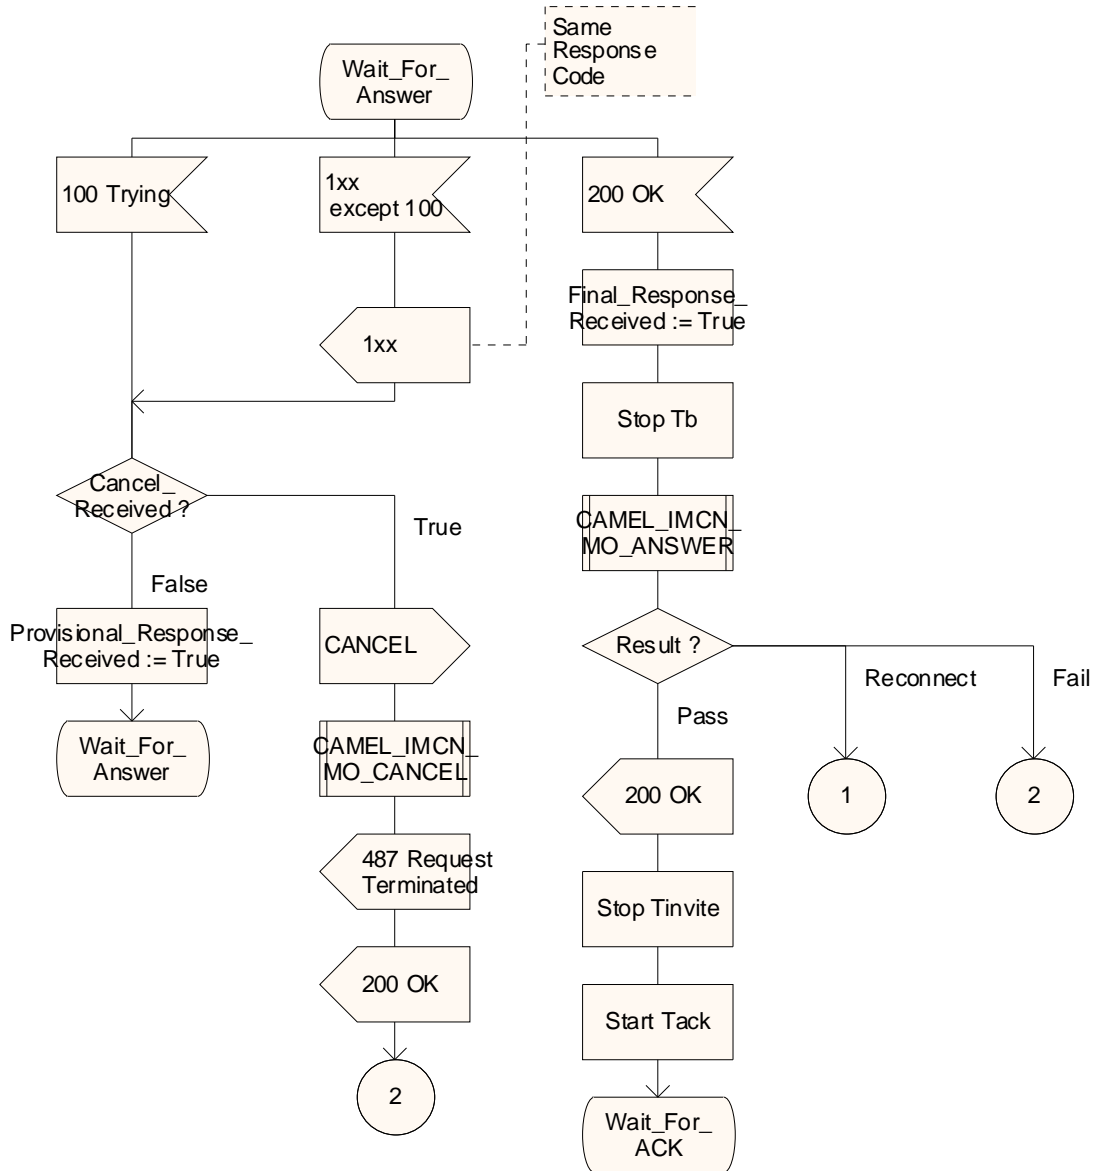 Same
Response
Code
Wait_For_
Answer
100 Trying
1xx
except 100
200 OK
Final_Response_
Received := True
1xx
Stop Tb
Cancel_
Received ?
True
CAMEL_IMCN_
MO_ANSWER
False
Provisional_Response_
Received := True
CANCEL
Result ?
Reconnect
Fail
Pass
Wait_For_
Answer
CAMEL_IMCN_
MO_CANCEL
200 OK
1
2
487 Request
Terminated
Stop Tinvite
200 OK
Start Tack
2
Wait_For_
ACK